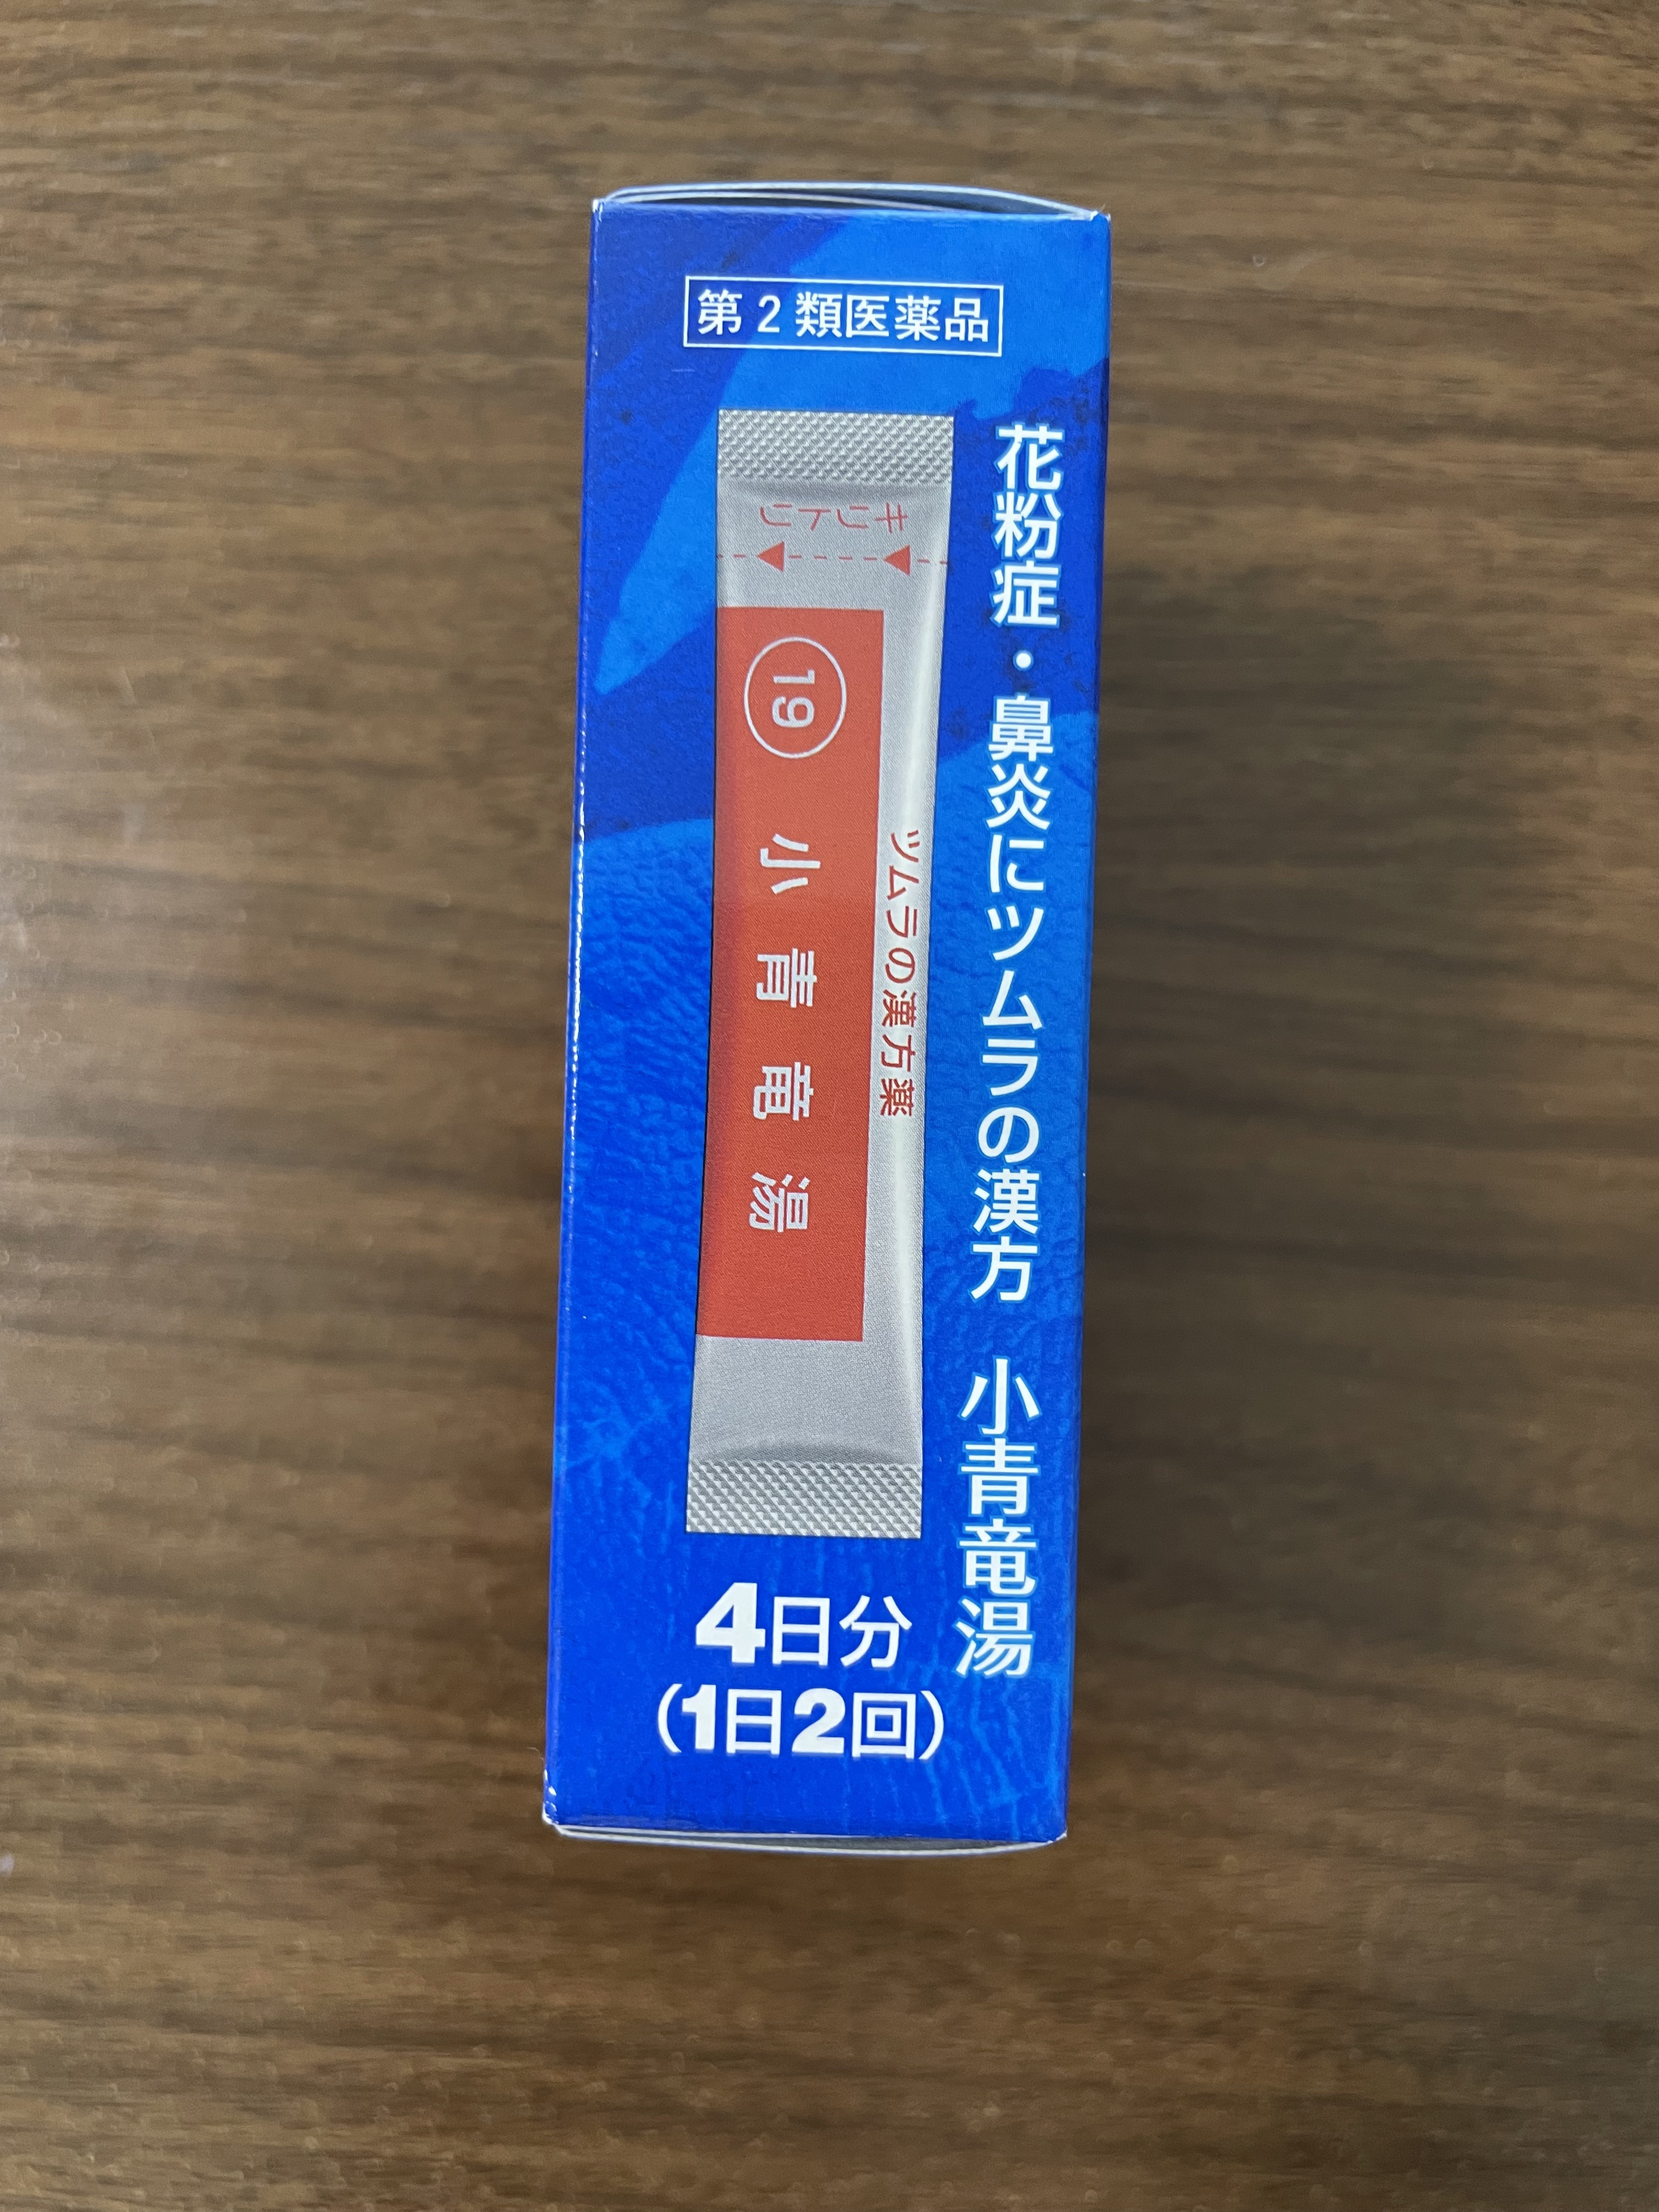 第2類医薬品
花粉症・鼻炎にツムラの漢方 小青竜湯
キリトリ
ツムラの漢方薬
19 小青竜湯
4日分
(1日2回)